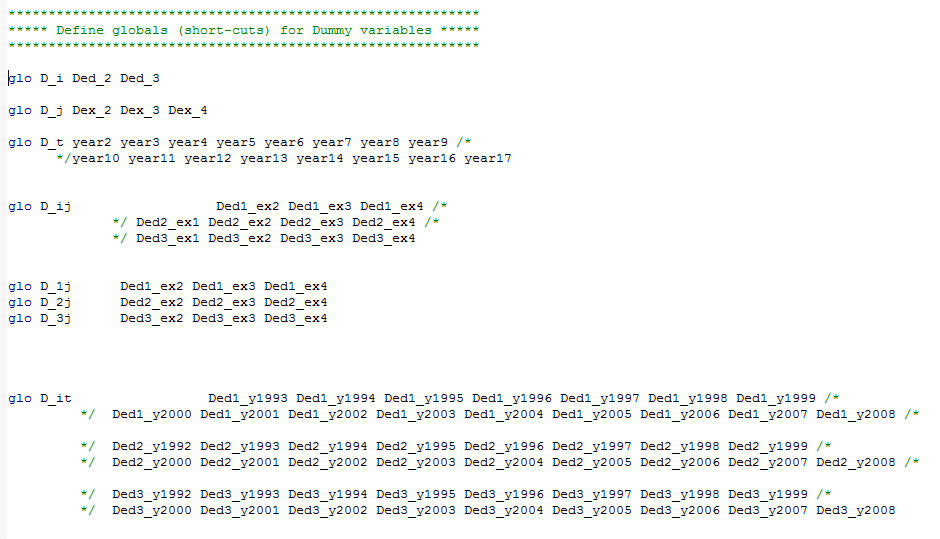 ***********************************************************
***** Define globals (short-cuts) for Dummy variables *****
***********************************************************
glo D_i Ded_2 Ded_3
glo D_j Dex_2 Dex_3 Dex_4
glo D_t year2 year3 year4 year5 year6 year7 year8 year9 /*
*/year10 year11 year12 year13 year14 year15 year16 year17
glo D_ij Ded1_ex2 Ded1_ex3 Ded1_ex4 /*
*/ Ded2_ex1 Ded2_ex2 Ded2_ex3 Ded2_ex4 /*
*/ Ded3_ex1 Ded3_ex2 Ded3_ex3 Ded3_ex4
glo D_1j Ded1_ex2 Ded1_ex3 Ded1_ex4
glo D_2j Ded2_ex2 Ded2_ex3 Ded2_ex4
glo D_3j Ded3_ex2 Ded3_ex3 Ded3_ex4
glo D_it Ded1_y1993 Ded1_y1994 Ded1_y1995 Ded1_y1996 Ded1_y1997 Ded1_y1998 Ded1_y1999 /*
*/ Ded1_y2000 Ded1_y2001 Ded1_y2002 Ded1_y2003 Ded1_y2004 Ded1_y2005 Ded1_y2006 Ded1_y2007 Ded1_y2008 /*
*/ Ded2_y1992 Ded2_y1993 Ded2_y1994 Ded2_y1995 Ded2_y1996 Ded2_y1997 Ded2_y1998 Ded2_y1999 /*
*/ Ded2_y2000 Ded2_y2001 Ded2_y2002 Ded2_y2003 Ded2_y2004 Ded2_y2005 Ded2_y2006 Ded2_y2007 Ded2_y2008 /*
*/ Ded3_y1992 Ded3_y1993 Ded3_y1994 Ded3_y1995 Ded3_y1996 Ded3_y1997 Ded3_y1998 Ded3_y1999 /*
*/ Ded3_y2000 Ded3_y2001 Ded3_y2002 Ded3_y2003 Ded3_y2004 Ded3_y2005 Ded3_y2006 Ded3_y2007 Ded3_y2008